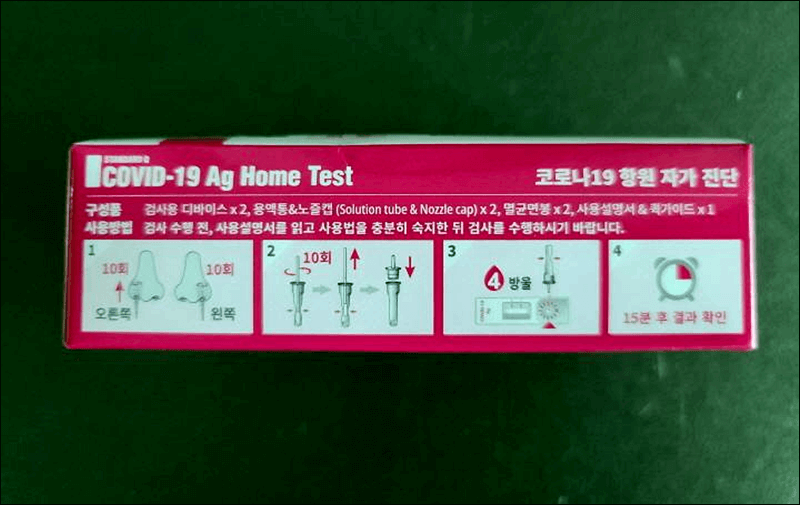 STANDARD Q
COVID-19 Ag Home Test
코로나19 항원 자가 진단
구성품 검사용 디바이스 x 2, 용액통&노즐캡 (Solution tube & Nozzle cap) x 2, 멸균면봉 x 2, 사용설명서 & 퀵가이드 x 1
사용방법 검사 수행 전, 사용설명서를 읽고 사용법을 충분히 숙지한 뒤 검사를 수행하시기 바랍니다.
1
10회 10회
오른쪽 왼쪽
2
10회
3
4 방울
4
15분 후 결과 확인